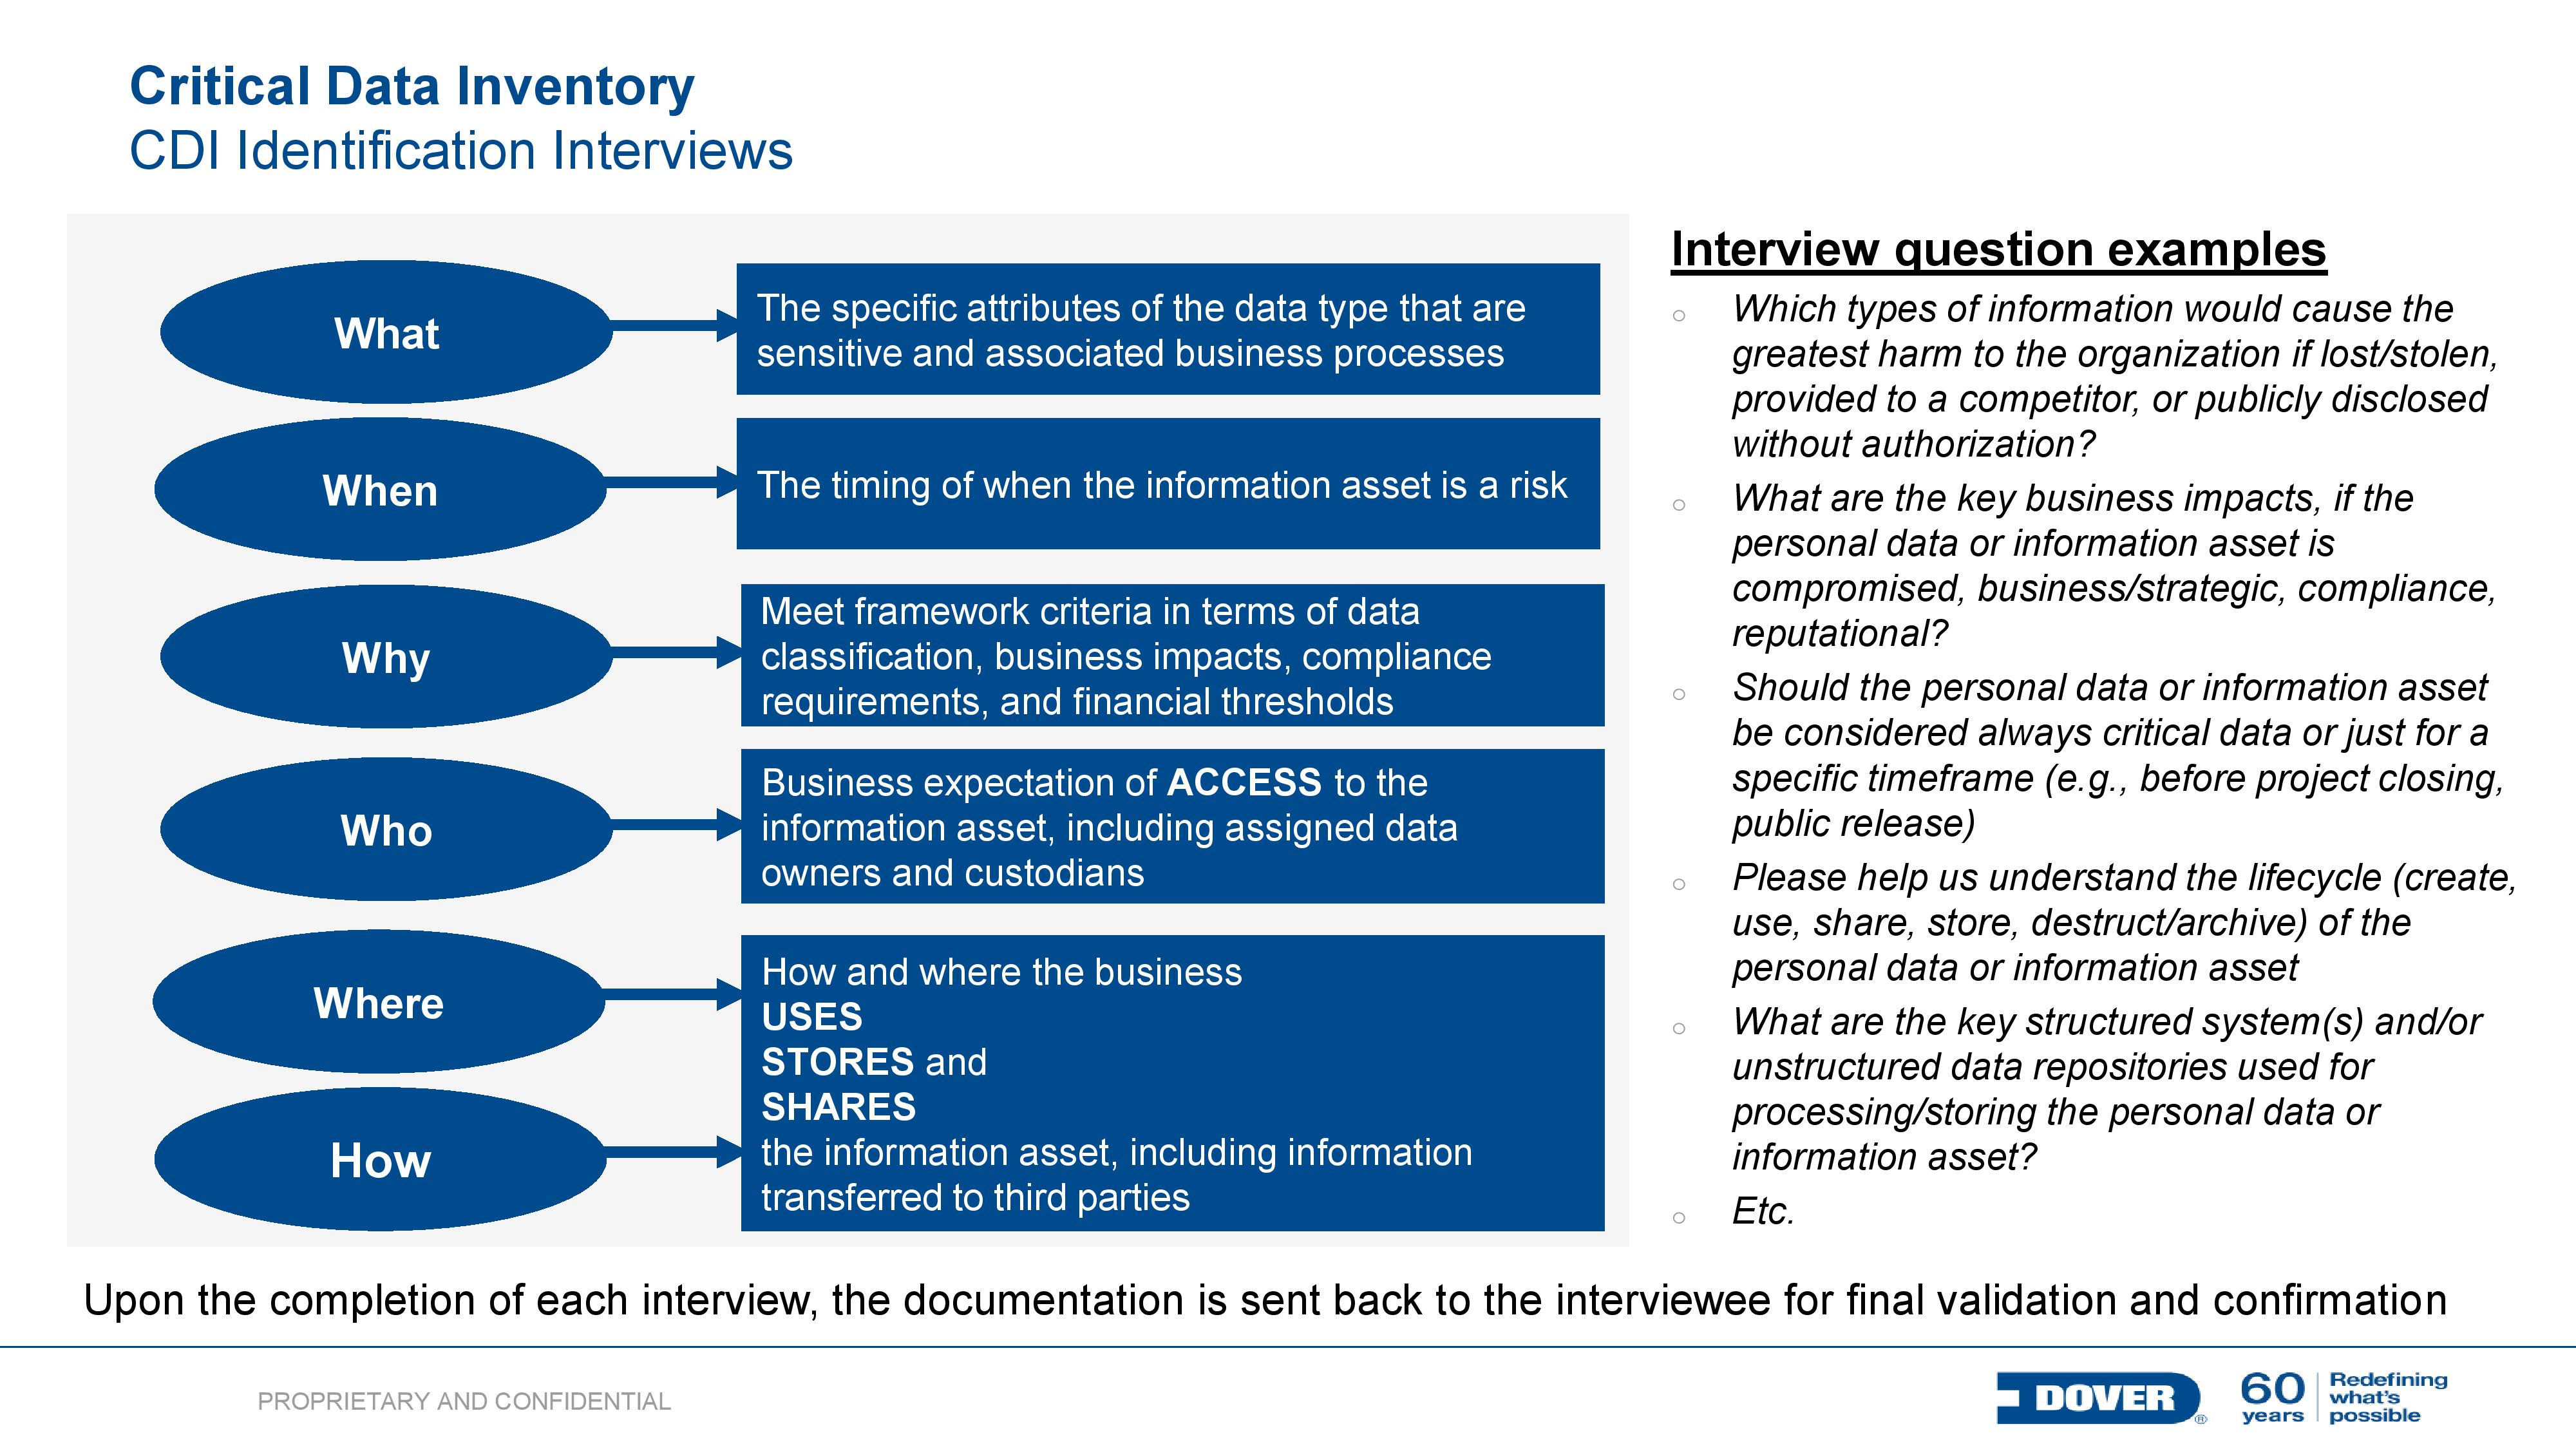 Critical Data Inventory
CDI Identification Interviews
What
The specific attributes of the data type that are
sensitive and associated business processes
When
The timing of when the information asset is a risk
Why
Meet framework criteria in terms of data
classification, business impacts, compliance
requirements, and financial thresholds
Who
Business expectation of ACCESS to the
information asset, including assigned data
owners and custodians
Where
How
How and where the business
USES
STORES and
SHARES
the information asset, including information
transferred to third parties
Interview question examples
○ Which types of information would cause the
greatest harm to the organization if lost/stolen,
provided to a competitor, or publicly disclosed
without authorization?
○ What are the key business impacts, if the
personal data or information asset is
compromised, business/strategic, compliance,
reputational?
○ Should the personal data or information asset
be considered always critical data or just for a
specific timeframe (e.g., before project closing,
public release)
○ Please help us understand the lifecycle (create,
use, share, store, destruct/archive) of the
personal data or information asset
○ What are the key structured system(s) and/or
unstructured data repositories used for
processing/storing the personal data or
information asset?
○ Etc.
Upon the completion of each interview, the documentation is sent back to the interviewee for final validation and confirmation
PROPRIETARY AND CONFIDENTIAL
DOVER ®
60
years
Redefining
what's
possible